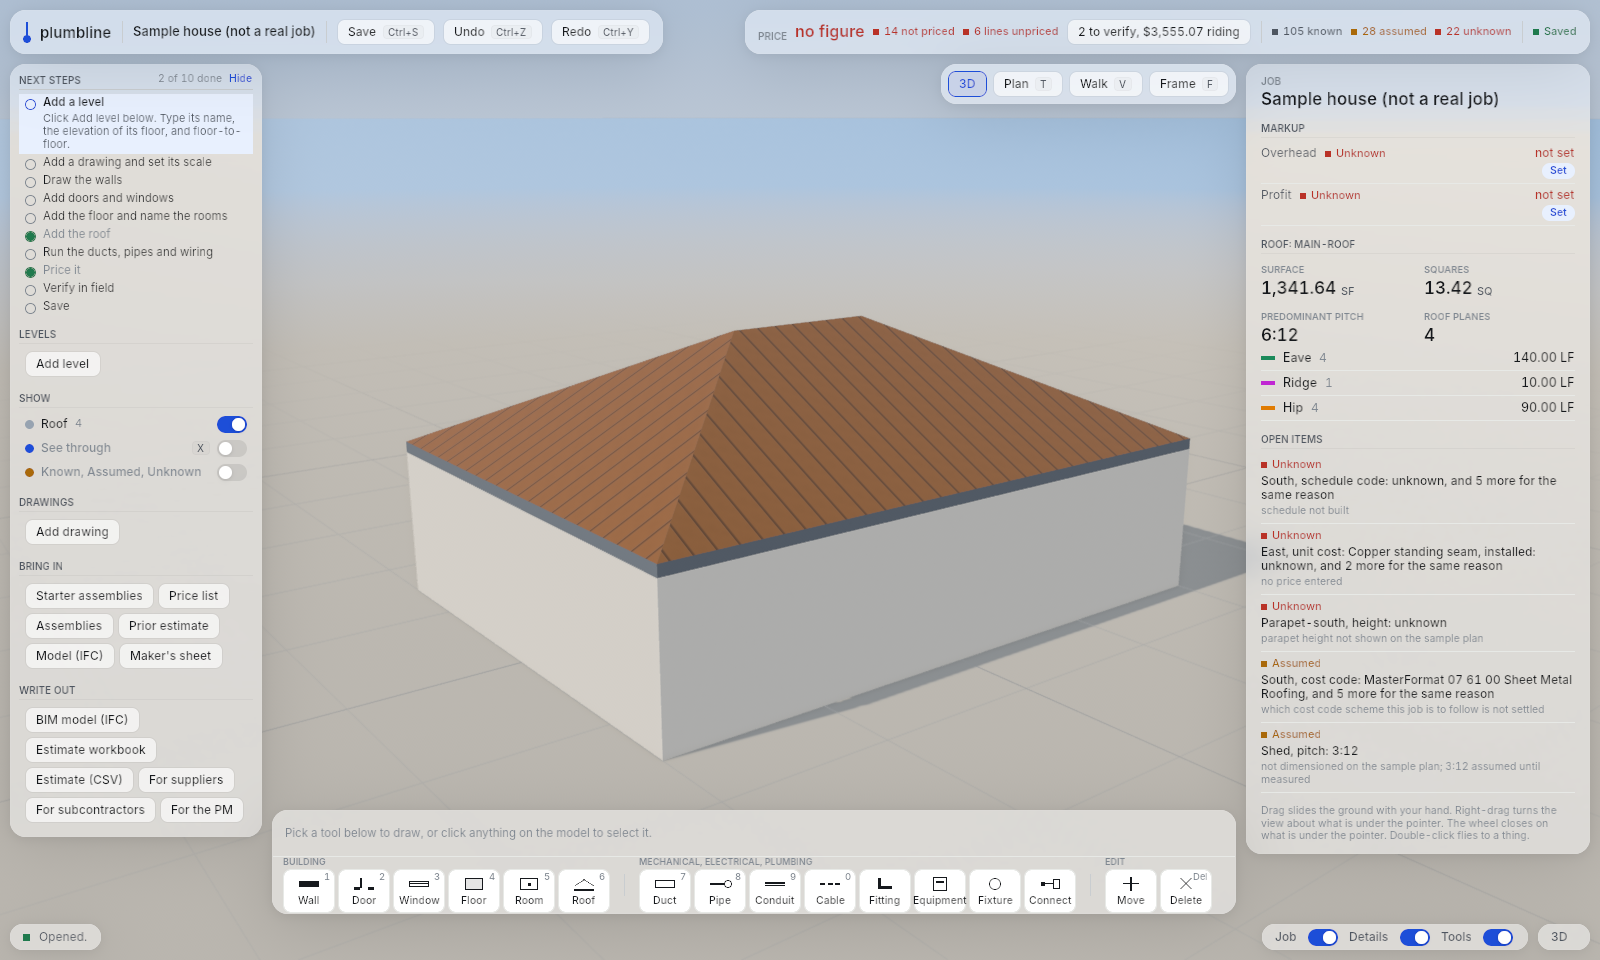 plumbline
Sample house (not a real job)
Save Ctrl+S
Undo Ctrl+Z
Redo Ctrl+Y
PRICE no figure
14 not priced
6 lines unpriced
2 to verify, $3,555.07 riding
105 known
28 assumed
22 unknown
Saved
NEXT STEPS
2 of 10 done Hide
Add a level
Click Add level below. Type its name,
the elevation of its floor, and floor-to-
floor.
Add a drawing and set its scale
Draw the walls
Add doors and windows
Add the floor and name the rooms
Add the roof
Run the ducts, pipes and wiring
Price it
Verify in field
Save
LEVELS
Add level
SHOW
Roof 4
See through X
Known, Assumed, Unknown
DRAWINGS
Add drawing
BRING IN
Starter assemblies
Price list
Assemblies
Prior estimate
Model (IFC)
Maker's sheet
WRITE OUT
BIM model (IFC)
Estimate workbook
Estimate (CSV)
For suppliers
For subcontractors
For the PM
Opened.
3D
Plan T
Walk V
Frame F
JOB
Sample house (not a real job)
MARKUP
Overhead Unknown not set
Set
Profit Unknown not set
Set
ROOF: MAIN-ROOF
SURFACE SQUARES
1,341.64 SF 13.42 SQ
PREDOMINANT PITCH ROOF PLANES
6:12 4
Eave 4 140.00 LF
Ridge 1 10.00 LF
Hip 4 90.00 LF
OPEN ITEMS
Unknown
South, schedule code: unknown, and 5 more for the
same reason
schedule not built
Unknown
East, unit cost: Copper standing seam, installed:
unknown, and 2 more for the same reason
no price entered
Unknown
Parapet-south, height: unknown
parapet height not shown on the sample plan
Assumed
South, cost code: MasterFormat 07 61 00 Sheet Metal
Roofing, and 5 more for the same reason
which cost code scheme this job is to follow is not settled
Assumed
Shed, pitch: 3:12
not dimensioned on the sample plan; 3:12 assumed until
measured
Drag slides the ground with your hand. Right-drag turns the
view about what is under the pointer. The wheel closes on
what is under the pointer. Double-click flies to a thing.
Pick a tool below to draw, or click anything on the model to select it.
BUILDING
1 Wall
2 Door
3 Window
4 Floor
5 Room
6 Roof
MECHANICAL, ELECTRICAL, PLUMBING
7 Duct
8 Pipe
9 Conduit
0 Cable
Fitting
Equipment
Fixture
Connect
EDIT
Move
Del Delete
Job
Details
Tools
3D